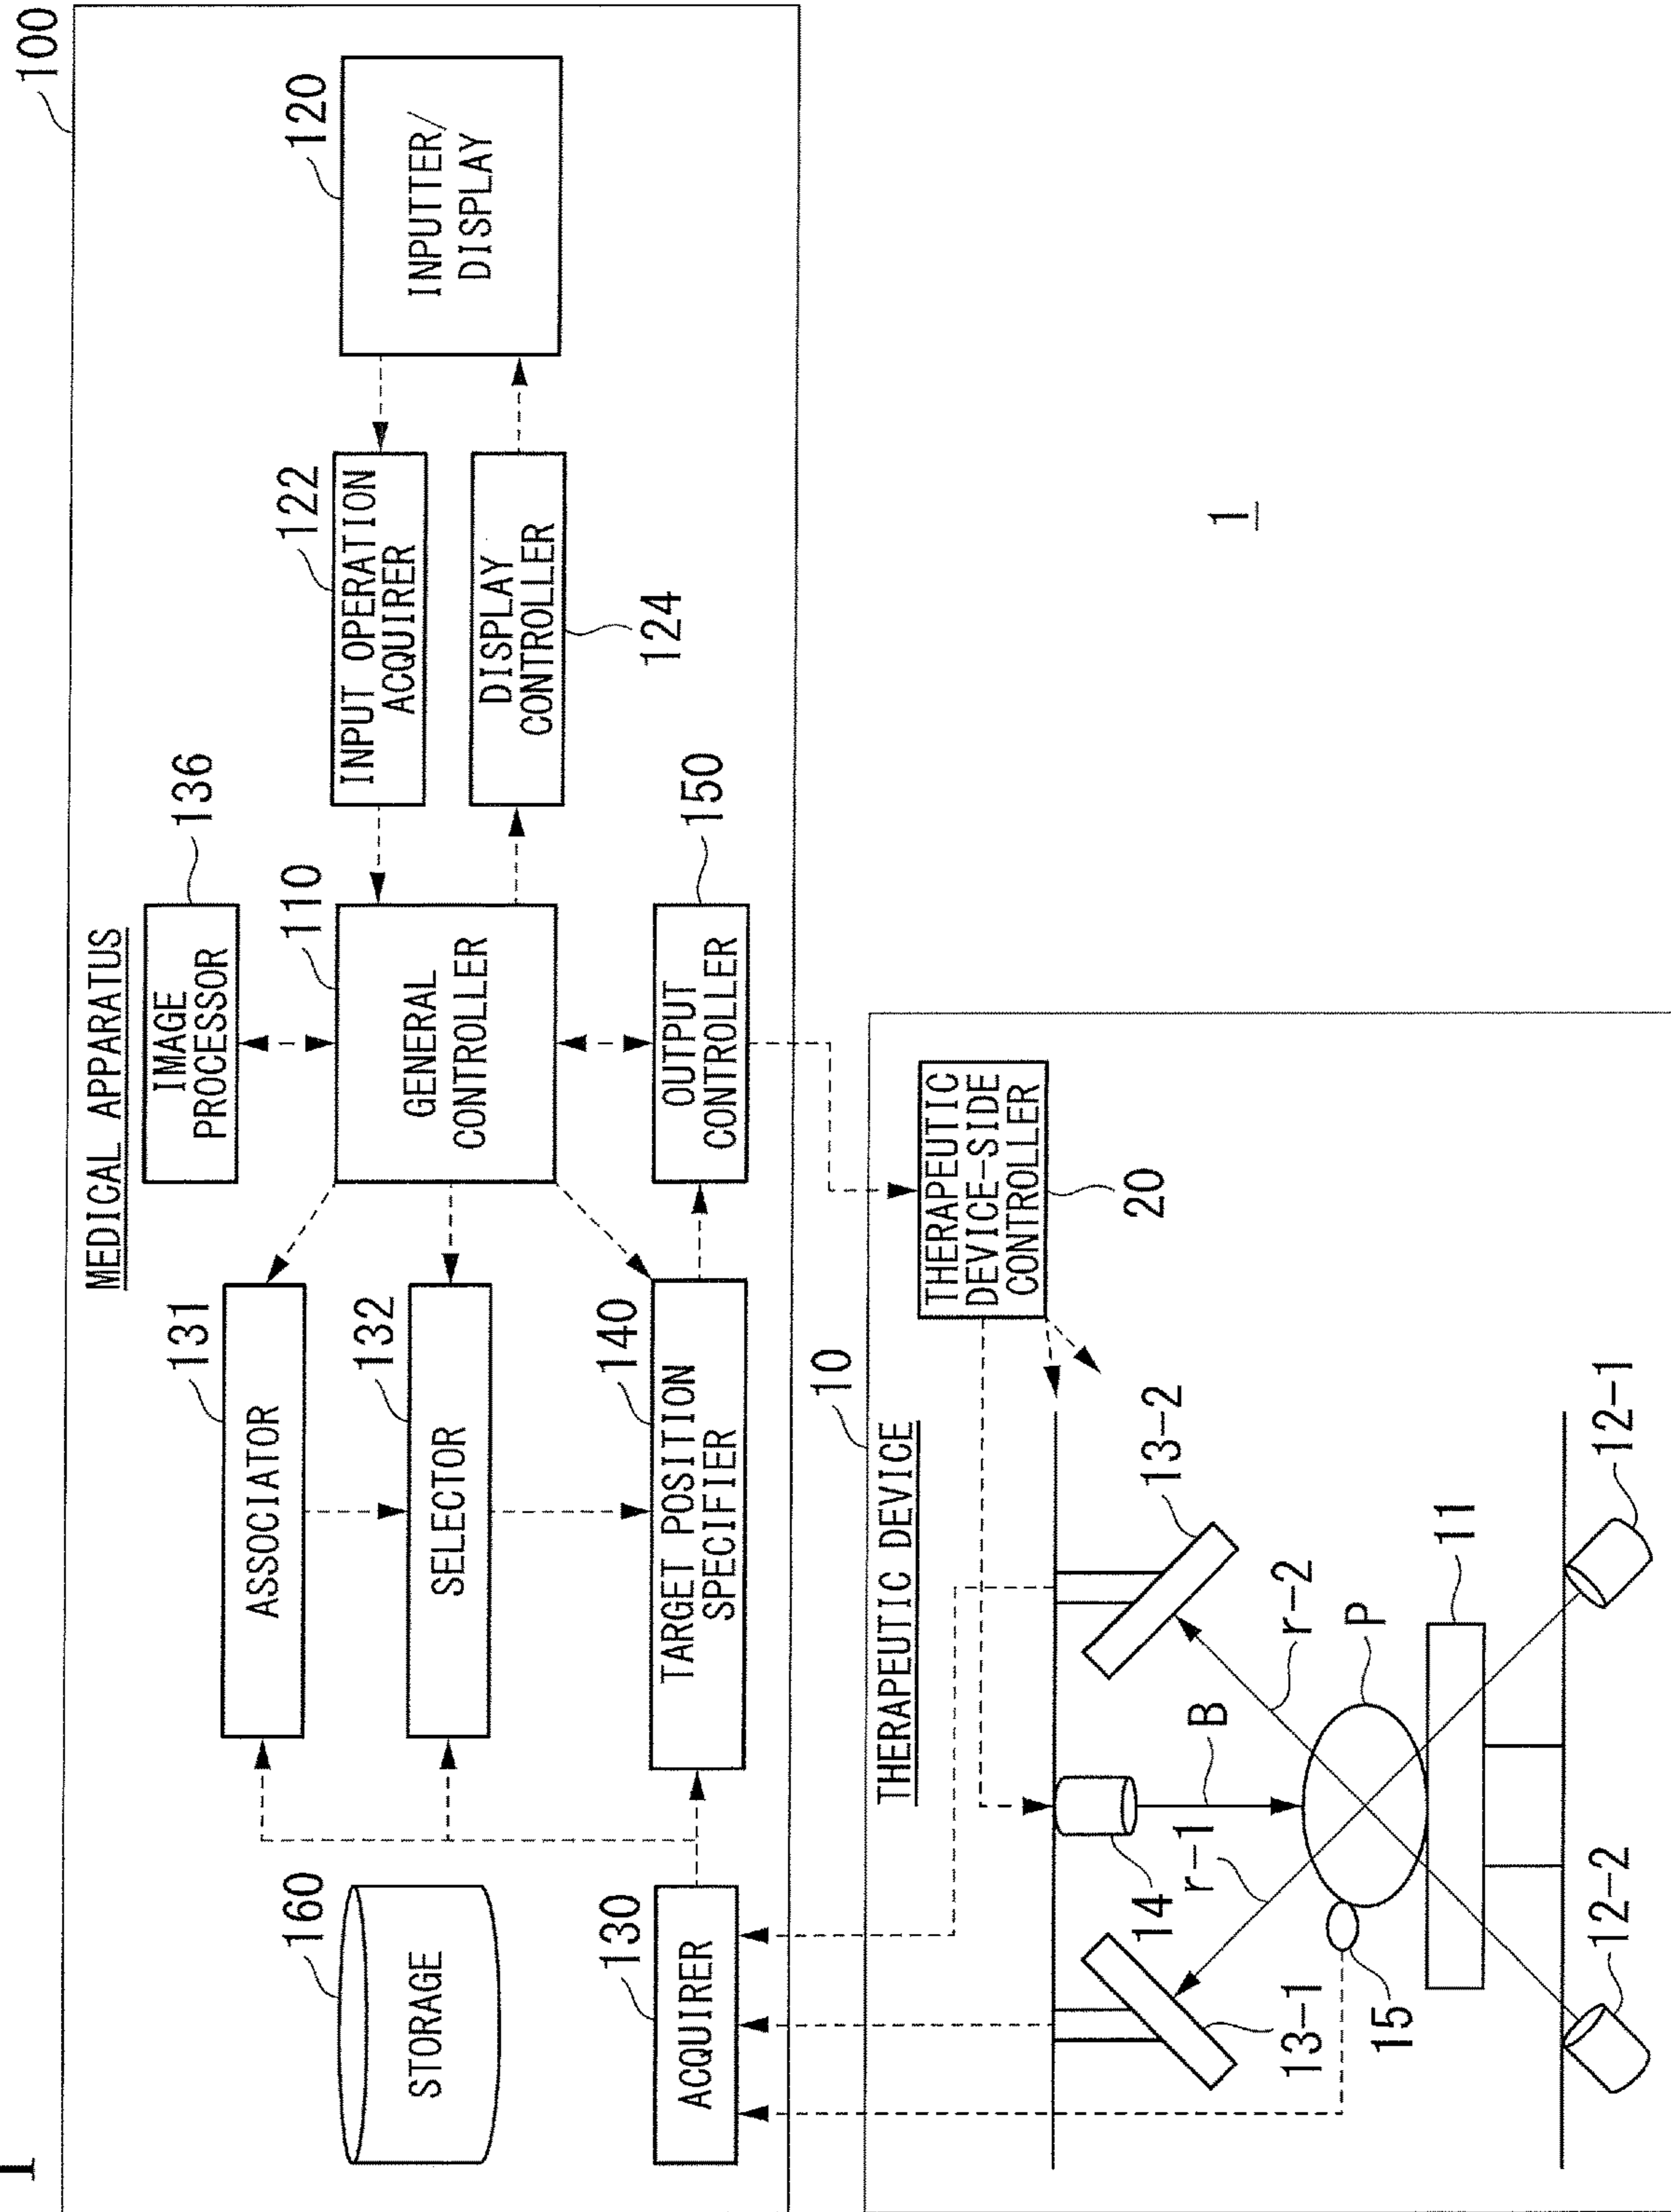 1
100
MEDICAL APPARATUS
160
STORAGE
131
ASSOCIATOR
136
IMAGE
PROCESSOR
132
SELECTOR
110
GENERAL
CONTROLLER
122
INPUT OPERATION
ACQUIRER
120
INPUTTER/
DISPLAY
DISPLAY
CONTROLLER
124
130
ACQUIRER
140
TARGET POSITION
SPECIFIER
150
OUTPUT
CONTROLLER
10
THERAPEUTIC DEVICE
THERAPEUTIC
DEVICE-SIDE
CONTROLLER
20
13-2
14
r-1
B
13-1
r-2
P
15
11
12-2
12-1
1